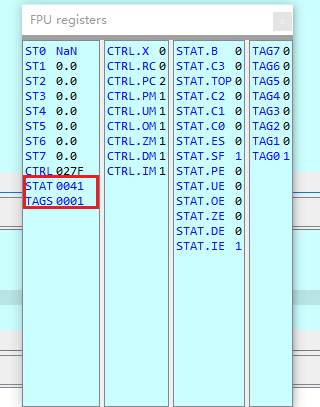 FPU registers
x
ST0 NaN
ST1 0.0
ST2 0.0
ST3 0.0
ST4 0.0
ST5 0.0
ST6 0.0
ST7 0.0
CTRL 027F
STAT 0041
TAGS 0001
CTRL.X 0
CTRL.RC 0
CTRL.PC 2
CTRL.PM 1
CTRL.UM 1
CTRL.OM 1
CTRL.ZM 1
CTRL.DM 1
CTRL.IM 1
STAT.B 0
STAT.C3 0
STAT.TOP 0
STAT.C2 0
STAT.C1 0
STAT.C0 0
STAT.ES 0
STAT.SF 1
STAT.PE 0
STAT.UE 0
STAT.OE 0
STAT.ZE 0
STAT.DE 0
STAT.IE 1
TAG7 0
TAG6 0
TAG5 0
TAG4 0
TAG3 0
TAG2 0
TAG1 0
TAG0 1